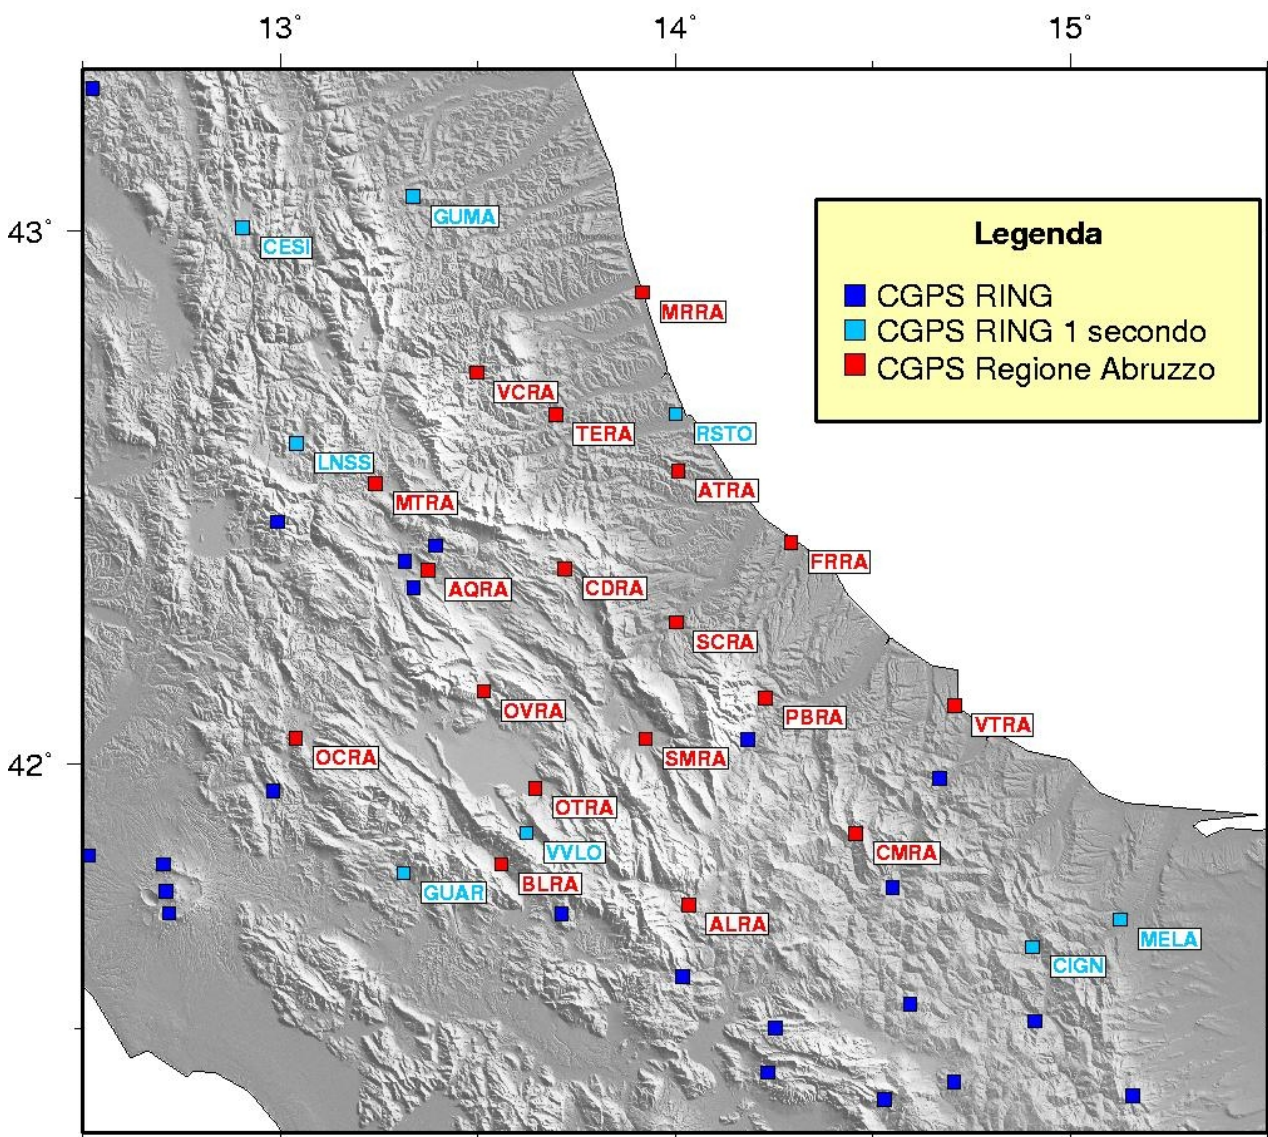 13°
14°
15°
43°
42°
GUMA
CESI
MRRA
Legenda
CGPS RING
CGPS RING 1 secondo
CGPS Regione Abruzzo
VCRA
TERA
RSTO
LNSS
MTRA
ATRA
FRRA
AQRA
CDRA
SCRA
OVRA
PBRA
VTRA
OCRA
SMRA
OTRA
VVLO
CMRA
BLRA
GUAR
ALRA
MELA
CIGN